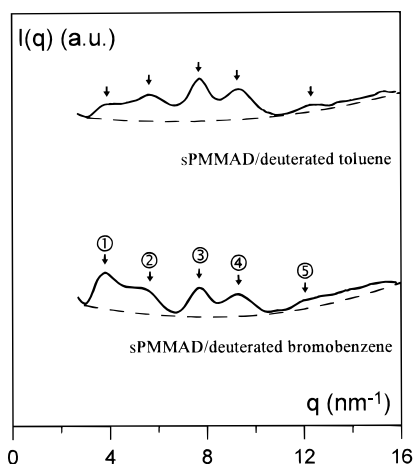 I(q) (a.u.)
sPMMAD/deuterated toluene
① ② ③ ④ ⑤
sPMMAD/deuterated bromobenzene
q (nm⁻¹)
0 4 8 12 16